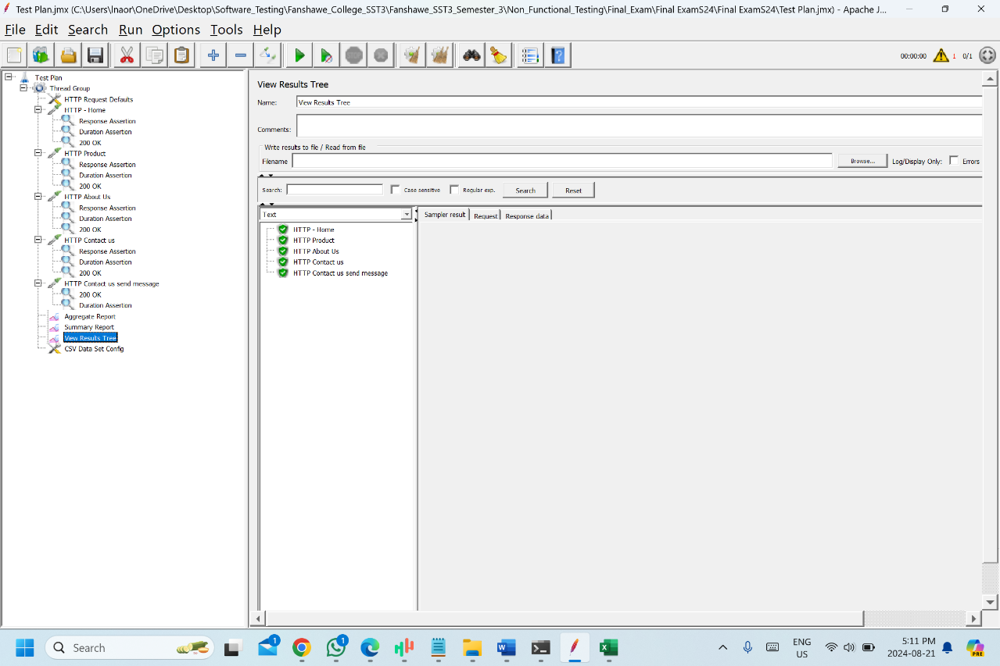 Test Plan.jmx (C:\Users\Inaor\OneDrive\Desktop\Software_Testing\Fanshawe_College_SST3\Fanshawe_SST3_Semester_3\Non_Functional_Testing\Final_Exam\Final ExamS24\Final ExamS24\Test Plan.jmx) - Apache J...
File Edit Search Run Options Tools Help
00:00:00 1 0/1
Test Plan
Thread Group
HTTP Request Defaults
HTTP - Home
Response Assertion
Duration Assertion
200 OK
HTTP Product
Response Assertion
Duration Assertion
200 OK
HTTP About Us
Response Assertion
Duration Assertion
200 OK
HTTP Contact us
Response Assertion
Duration Assertion
200 OK
HTTP Contact us send message
200 OK
Duration Assertion
Aggregate Report
Summary Report
View Results Tree
CSV Data Set Config
View Results Tree
Name: View Results Tree
Comments:
Write results to file / Read from file
Filename Browse... Log/Display Only: Errors
Search: Case sensitive Regular exp. Search Reset
Text
HTTP - Home
HTTP Product
HTTP About Us
HTTP Contact us
HTTP Contact us send message
Sampler result Request Response data
Search
1
1
ENG
US
5:11 PM
2024-08-21
PRE